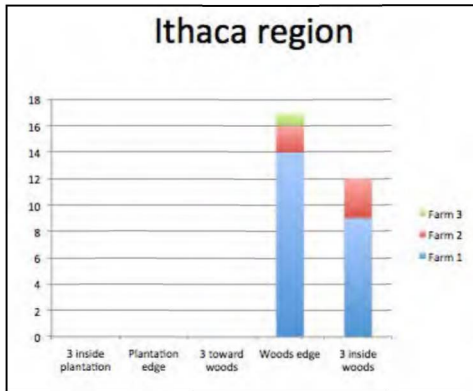 Ithaca region
18
16
14
12
10
8
6
4
2
0
Farm 3
Farm 2
Farm 1
3 inside plantation
Plantation edge
3 toward woods
Woods edge
3 inside woods